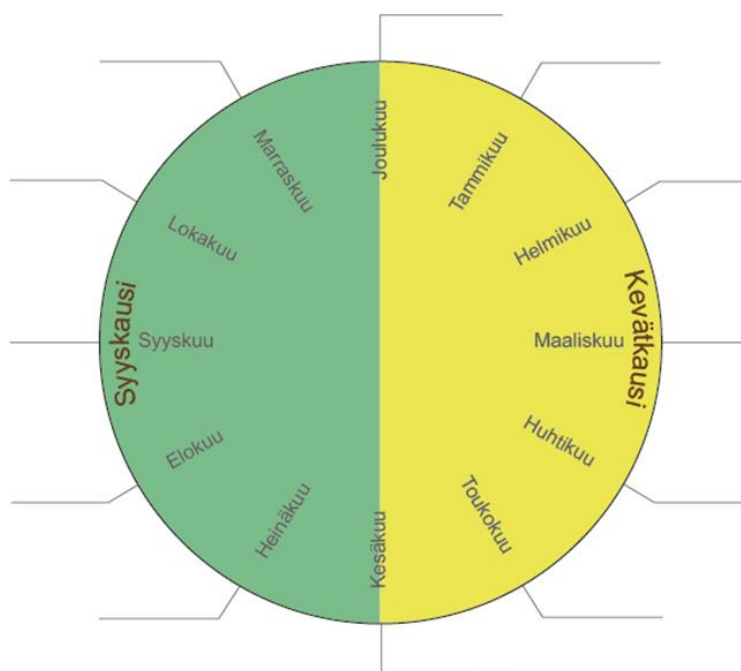 Joulukuu
Tammikuu
Helmikuu
Maaliskuu
Huhtikuu
Toukokuu
Kesäkuu
Heinäkuu
Elokuu
Syyskuu
Lokakuu
Marraskuu
Syyskausi
Kevätkausi